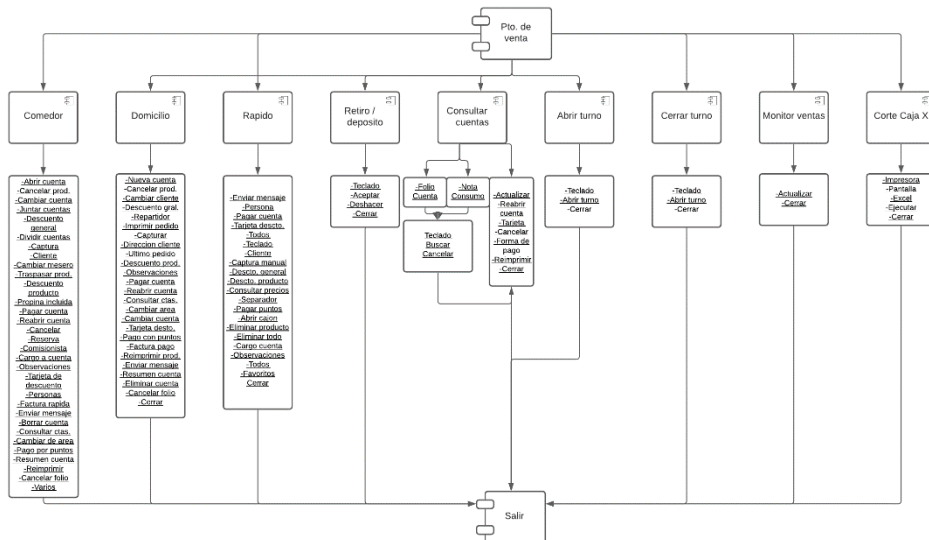 Pto. de
venta
Comedor
Domicilio
Rapido
Retiro /
deposito
Consultar
cuentas
Abrir turno
Cerrar turno
Monitor ventas
Corte Caja X
-Abrir cuenta
-Cancelar prod.
-Cambiar cuenta
-Juntar cuentas
-Descuento
general
-Dividir cuentas
-Captura
-Cliente
-Cambiar mesero
-Traspasar prod.
-Descuento
producto
-Propina incluida
-Pagar cuenta
-Reabrir cuenta
-Cancelar
-Reserva
-Comisionista
-Cargo a cuenta
-Observaciones
-Tarjeta de
descuento
-Personas
-Factura rapida
-Enviar mensaje
-Borrar cuenta
-Consultar ctas.
-Cambiar de area
-Pago por puntos
-Resumen cuenta
-Reimprimir
-Cancelar folio
-Varios
-Nueva cuenta
-Cancelar prod.
-Cambiar cliente
-Descuento gral.
-Repartidor
-Imprimir pedido
-Capturar
-Direccion cliente
-Ultimo pedido
-Descuento prod.
-Observaciones
-Pagar cuenta
-Reabrir cuenta
-Consultar ctas.
-Cambiar area
-Cambiar cuenta
-Tarjeta desto.
-Pago con puntos
-Factura pago
-Reimprimir prod.
-Enviar mensaje
-Resumen cuenta
-Eliminar cuenta
-Cancelar folio
-Cerrar
-Enviar mensaje
-Persona
-Pagar cuenta
-Tarjeta descto.
-Todos
-Teclado
-Cliente
-Captura manual
-Descto. general
-Descto. producto
-Consultar precios
-Separador
-Pagar puntos
-Abrir cajon
-Eliminar producto
-Eliminar todo
-Cargo cuenta
-Observaciones
-Todos
-Favoritos
Cerrar
-Teclado
-Aceptar
-Deshacer
-Cerrar
-Folio
Cuenta
-Nota
Consumo
Teclado
Buscar
Cancelar
-Actualizar
-Reabrir
cuenta
-Tarjeta
-Cancelar
-Forma de
pago
-Reimprimir
-Cerrar
-Teclado
-Abrir turno
-Cerrar
-Teclado
-Abrir turno
-Cerrar
-Actualizar
-Cerrar
-Impresora
-Pantalla
-Excel
-Ejecutar
-Cerrar
Salir